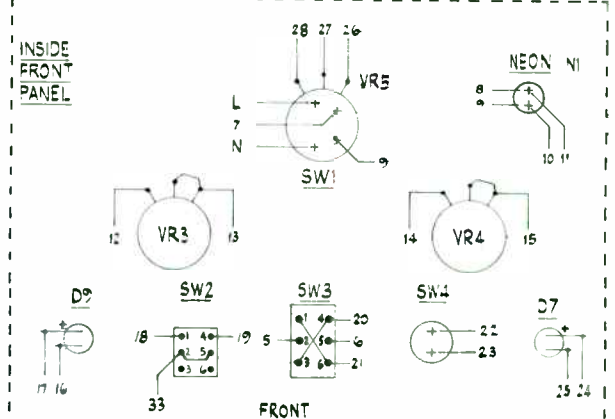 28 27 26
INSIDE
FRONT
PANEL
VR5
NEON N1
L
7
N
9
SW1
8
9
10 11
12 VR3 13
14 VR4 15
D9
SW2
SW3
SW4
D7
18 1 4 19
2 5
3 6
33
17 16
5 1 4 20
2 5 6
3 6 21
22
23
25 24
FRONT